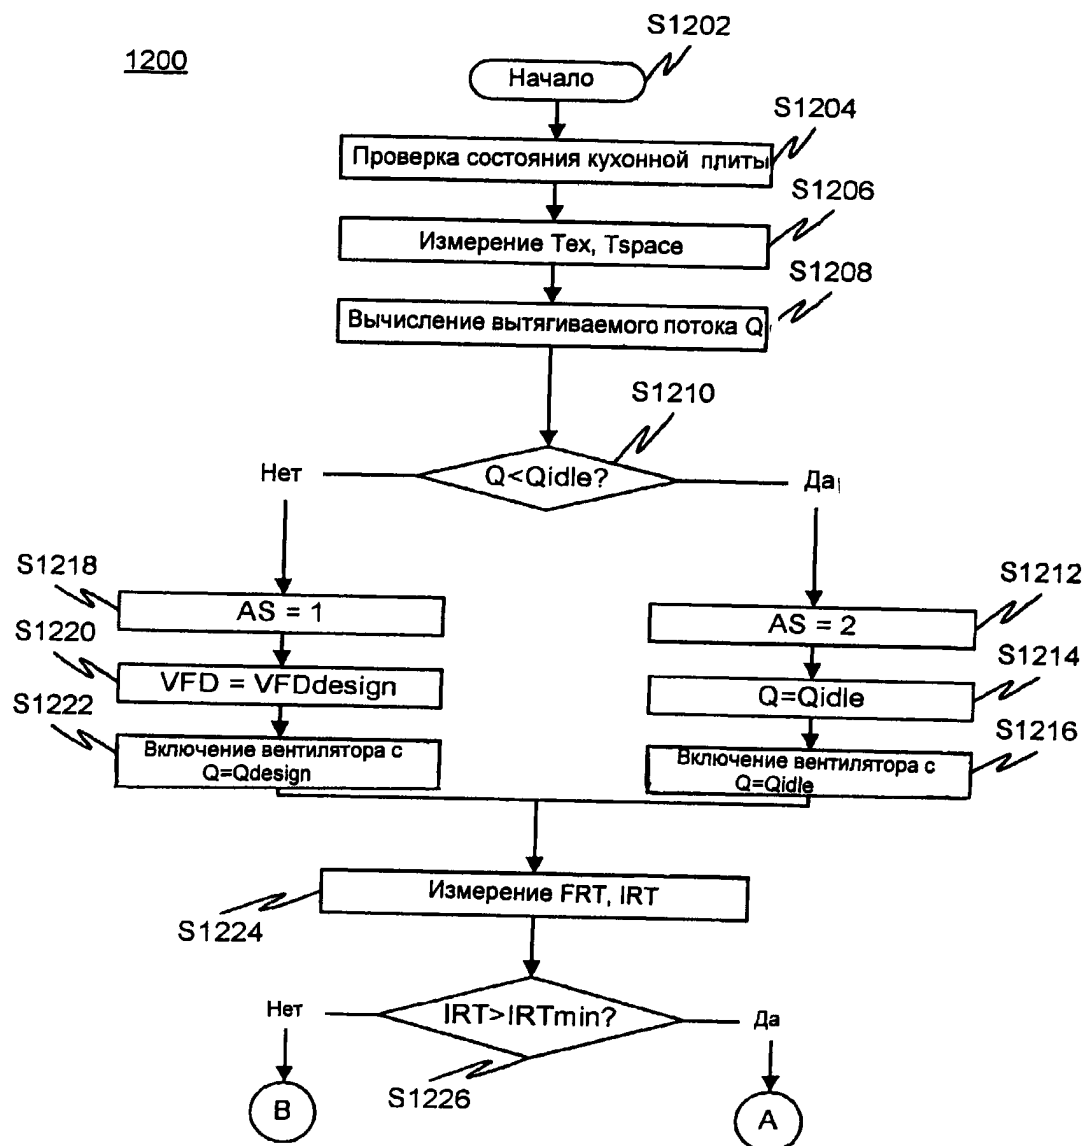 1200
S1202
Начало
S1204
Проверка состояния кухонной плиты
S1206
Измерение Tex, Tspace
S1208
Вычисление вытягиваемого потока Q
S1210
Q<Qidle?
Нет
Да
S1218
AS = 1
S1212
AS = 2
S1220
VFD = VFDdesign
S1214
Q=Qidle
S1222
Включение вентилятора с
Q=Qdesign
S1216
Включение вентилятора с
Q=Qidle
Измерение FRT, IRT
S1224
IRT>IRTmin?
Нет
Да
S1226
B
A